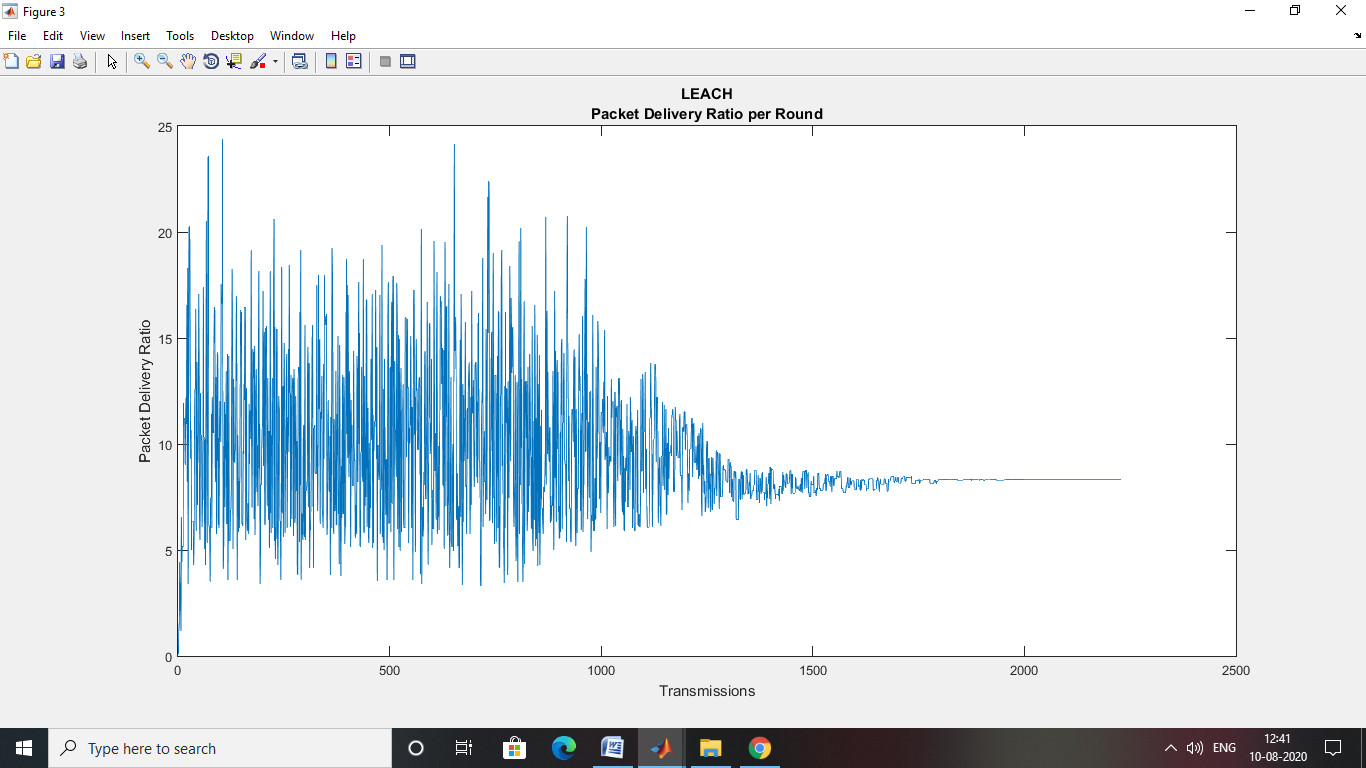 Figure 3
File Edit View Insert Tools Desktop Window Help
LEACH
Packet Delivery Ratio per Round
25
20
15
10
5
0
Packet Delivery Ratio
0 500 1000 1500 2000 2500
Transmissions
Type here to search
W
ENG
12:41
10-08-2020